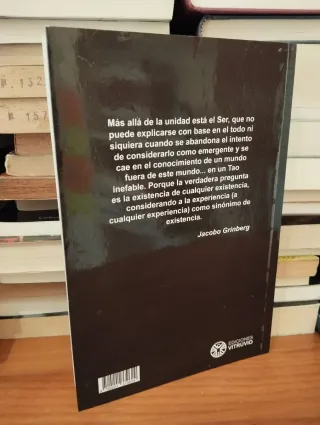 Más allá de la unidad está el Ser, que no
puede explicarse con base en el todo ni
siquiera cuando se abandona el intento
de considerarlo como emergente y se
cae en el conocimiento de un mundo
fuera de este mundo... en un Tao
inefable. Porque la verdadera pregunta
es la existencia de cualquier existencia,
considerando a la experiencia (a
cualquier experiencia) como sinónimo de
existencia.
Jacobo Grinberg
EDICIONES
VITRUVIO